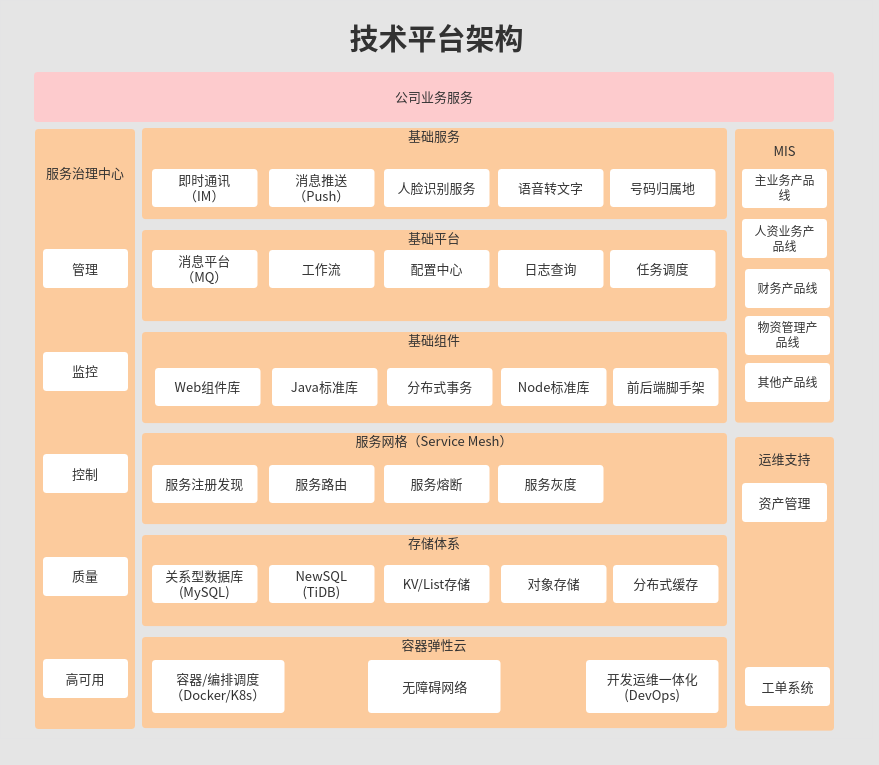 技术平台架构
公司业务服务
服务治理中心
管理
监控
控制
质量
高可用
基础服务
即时通讯
（IM）
消息推送
（Push）
人脸识别服务
语音转文字
号码归属地
基础平台
消息平台
（MQ）
工作流
配置中心
日志查询
任务调度
基础组件
Web组件库
Java标准库
分布式事务
Node标准库
前后端脚手架
服务网格（Service Mesh）
服务注册发现
服务路由
服务熔断
服务灰度
存储体系
关系型数据库
(MySQL)
NewSQL
(TiDB)
KV/List存储
对象存储
分布式缓存
容器弹性云
容器/编排调度
（Docker/K8s）
无障碍网络
开发运维一体化
(DevOps)
MIS
主业务产品
线
人资业务产
品线
财务产品线
物资管理产
品线
其他产品线
运维支持
资产管理
工单系统